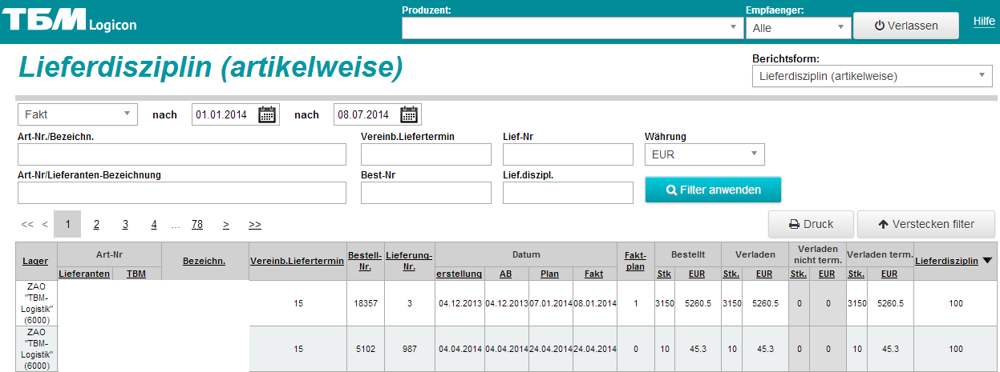 ТБМ Logicon
Produzent:
Empfaenger:
Alle
Verlassen
Hilfe
Lieferdisziplin (artikelweise)
Berichtsform:
Lieferdisziplin (artikelweise)
Fakt
nach
01.01.2014
nach
08.07.2014
Art-Nr./Bezeichn.
Vereinb.Liefertermin
Lief-Nr
Währung
EUR
Art-Nr/Lieferanten-Bezeichnung
Best-Nr
Lief.diszipl.
Filter anwenden
<< < 1 2 3 4 ... 78 > >>
Druck
Verstecken filter
Lager
Art-Nr
Lieferanten
TBM
Bezeichn.
Vereinb.Liefertermin
Bestell-
Nr.
Lieferung-
Nr.
Datum
erstellung
AB
Plan
Fakt
Fakt-
plan
Bestellt
Stk
EUR
Verladen
Stk.
EUR
Verladen
nicht term.
Stk.
EUR
Verladen term.
Stk.
EUR
Lieferdisziplin
ZAO
"TBM-
Logistik"
(6000)
15 18357 3 04.12.2013 04.12.2013 07.01.2014 08.01.2014 1 3150 5260.5 3150 5260.5 0 0 3150 5260.5 100
ZAO
"TBM-
Logistik"
(6000)
15 5102 987 04.04.2014 04.04.2014 24.04.2014 24.04.2014 0 10 45.3 10 45.3 0 0 10 45.3 100